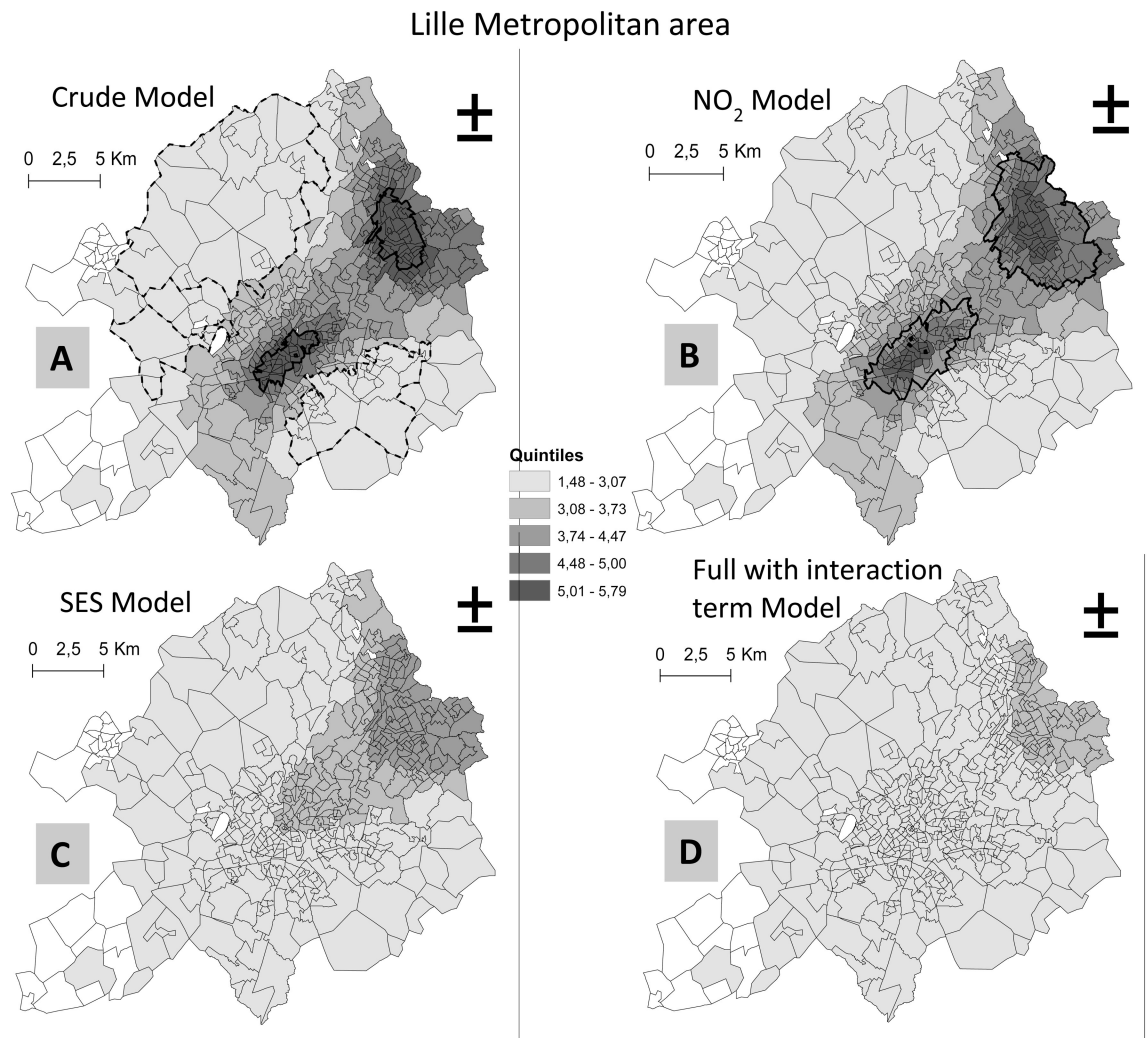 Lille Metropolitan area
Crude Model
±
0 2,5 5 Km
A
NO₂ Model
±
0 2,5 5 Km
B
Quintiles
1,48 - 3,07
3,08 - 3,73
3,74 - 4,47
4,48 - 5,00
5,01 - 5,79
SES Model
±
0 2,5 5 Km
C
Full with interaction
term Model
±
0 2,5 5 Km
D